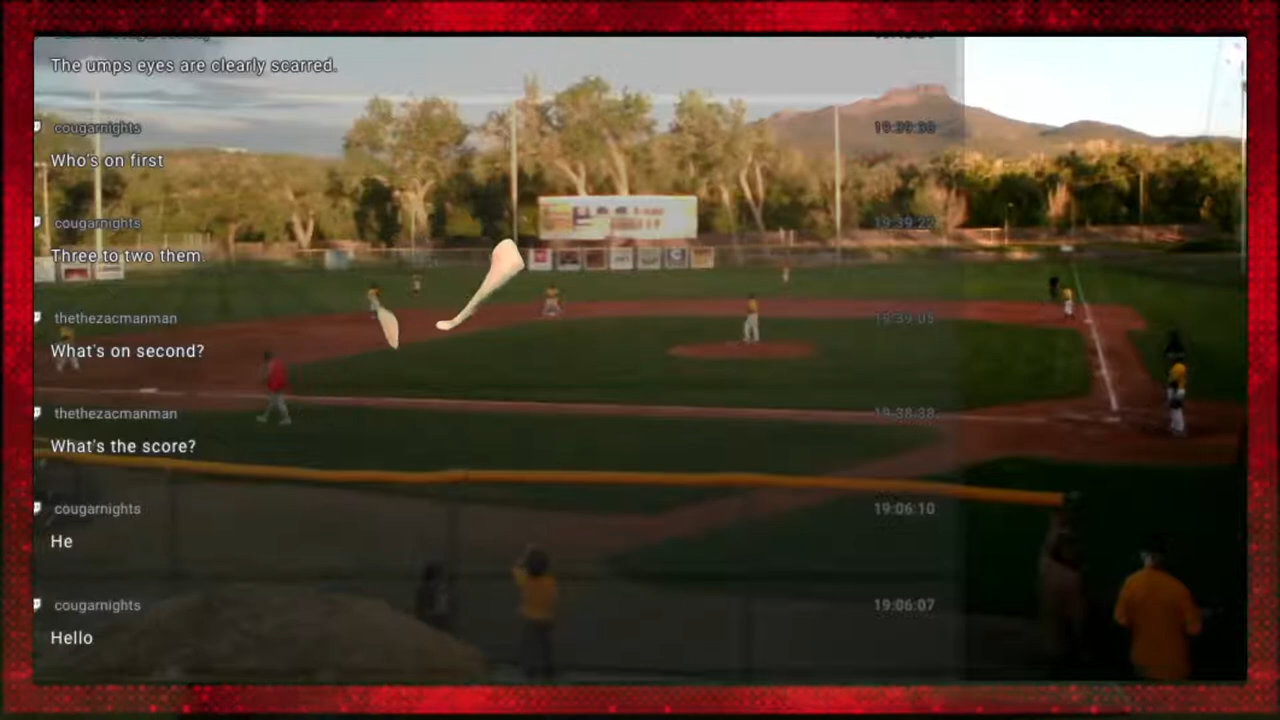 The umps eyes are clearly scarred.
cougarnights 19:39:30
Who's on first
cougarnights 19:39:22
Three to two them.
thethezacmanman 19:39:05
What's on second?
thethezacmanman 19:38:38
What's the score?
cougarnights 19:06:10
He
cougarnights 19:06:07
Hello